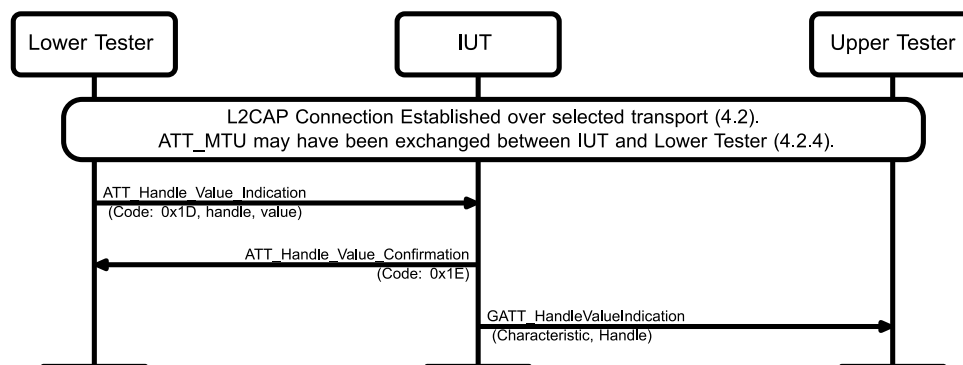 Lower Tester
IUT
Upper Tester
L2CAP Connection Established over selected transport (4.2).
ATT_MTU may have been exchanged between IUT and Lower Tester (4.2.4).
ATT_Handle_Value_Indication
(Code: 0x1D, handle, value)
ATT_Handle_Value_Confirmation
(Code: 0x1E)
GATT_HandleValueIndication
(Characteristic, Handle)